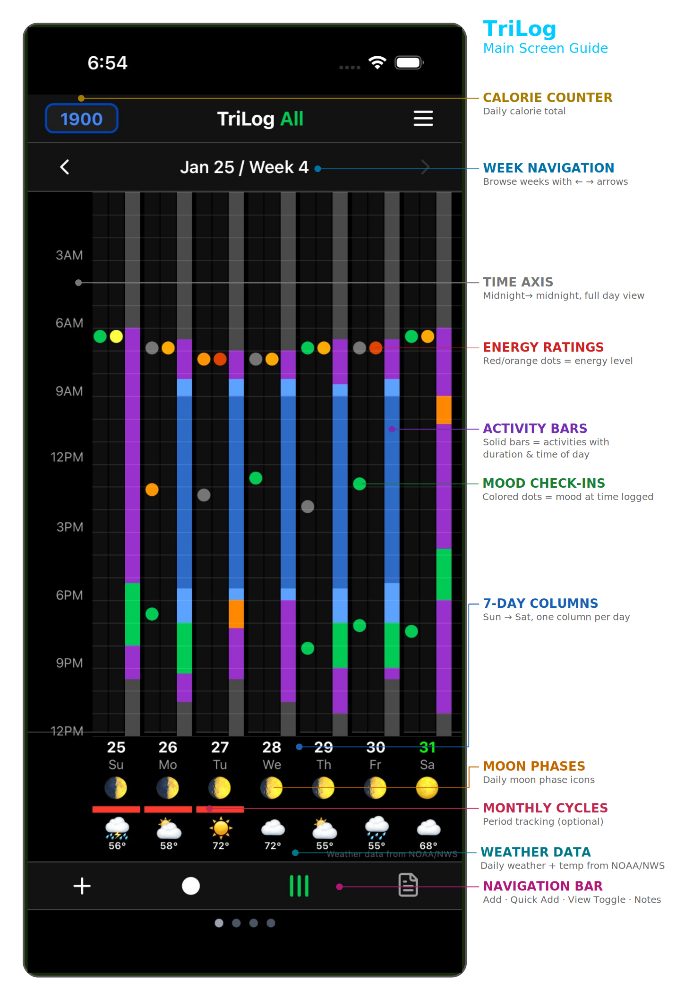 TriLog
Main Screen Guide
6:54
CALORIE COUNTER
Daily calorie total
1900
TriLog All
Jan 25 / Week 4
WEEK NAVIGATION
Browse weeks with ← → arrows
3AM
TIME AXIS
Midnight→ midnight, full day view
6AM
ENERGY RATINGS
Red/orange dots = energy level
9AM
ACTIVITY BARS
Solid bars = activities with
duration & time of day
12PM
MOOD CHECK-INS
Colored dots = mood at time logged
3PM
6PM
7-DAY COLUMNS
Sun → Sat, one column per day
9PM
12PM
25 26 27 28 29 30 31
Su Mo Tu We Th Fr Sa
MOON PHASES
Daily moon phase icons
MONTHLY CYCLES
Period tracking (optional)
56° 58° 72° 72° 55° 55° 68°
Weather data from NOAA/NWS
WEATHER DATA
Daily weather + temp from NOAA/NWS
NAVIGATION BAR
Add · Quick Add · View Toggle · Notes